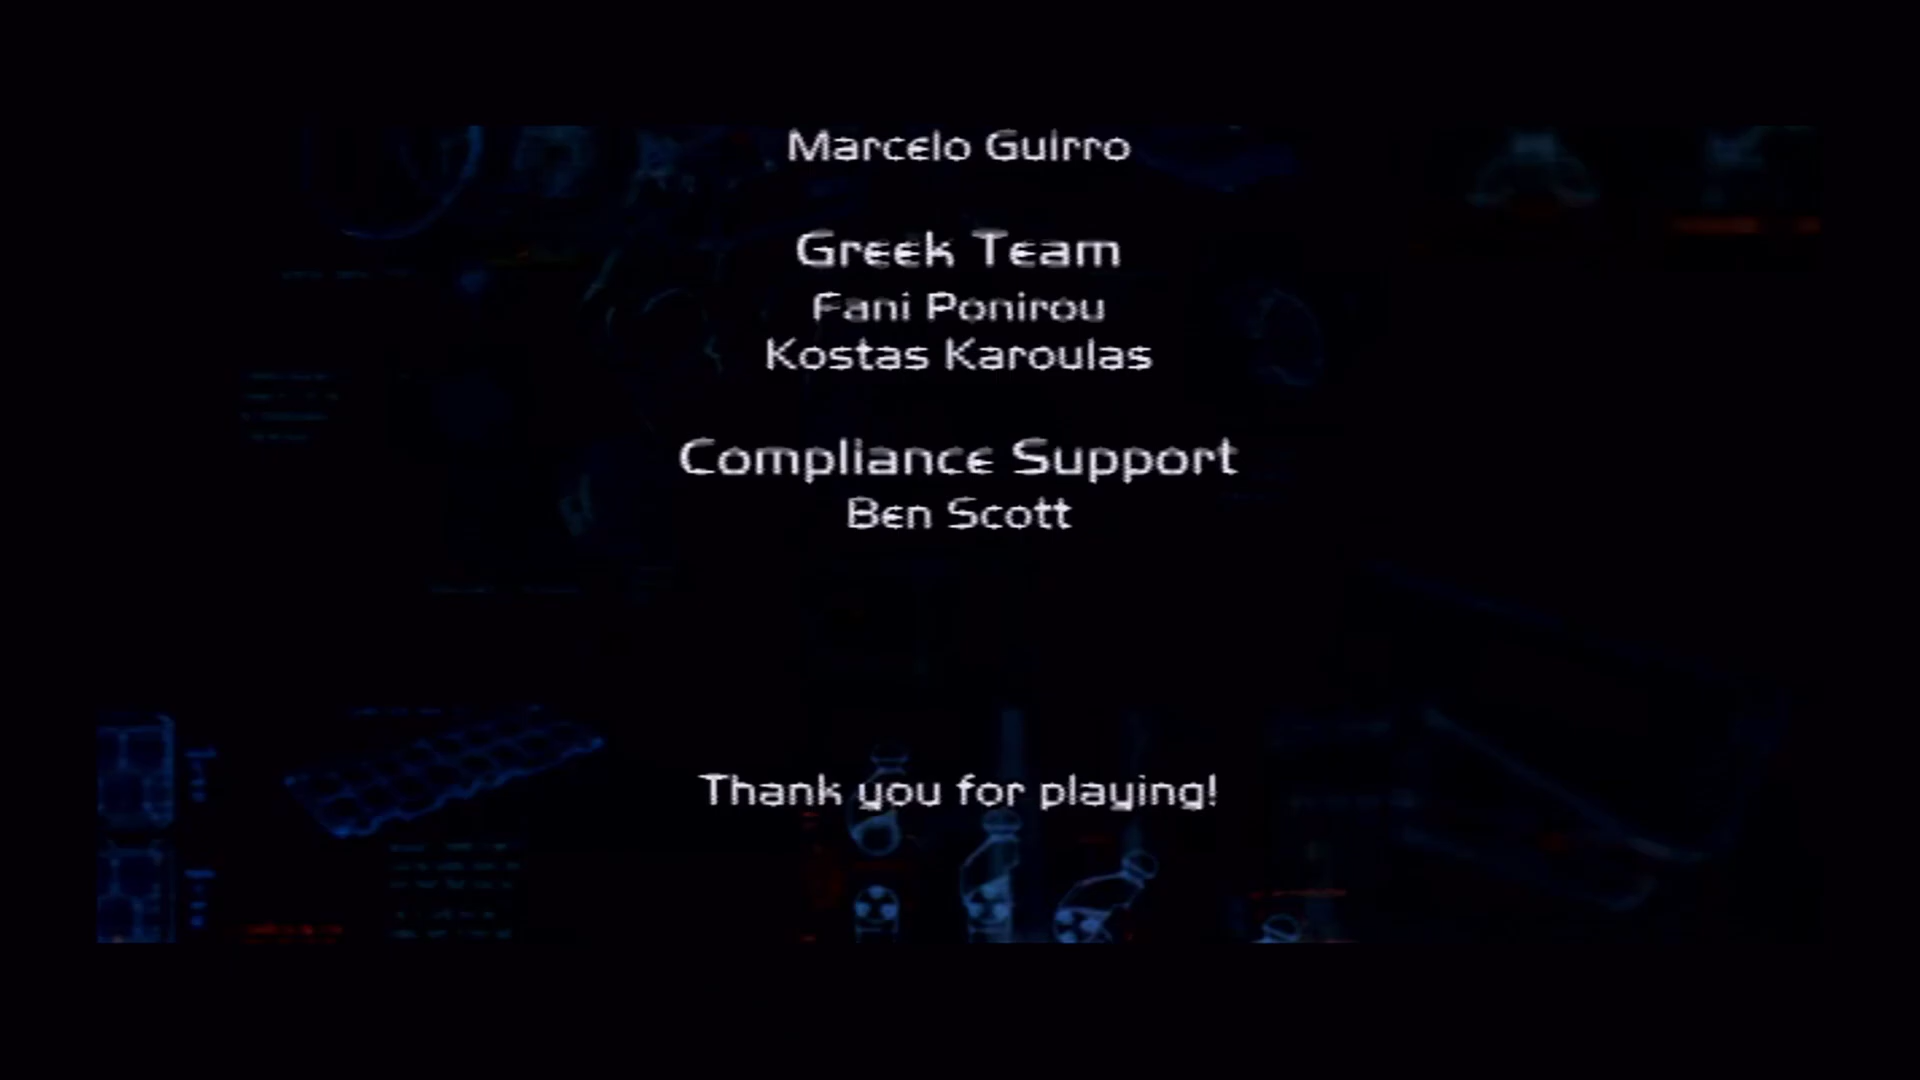 Marcelo Guirro
Greek Team
Fani Ponirou
Kostas Karoulas
Compliance Support
Ben Scott
Thank you for playing!